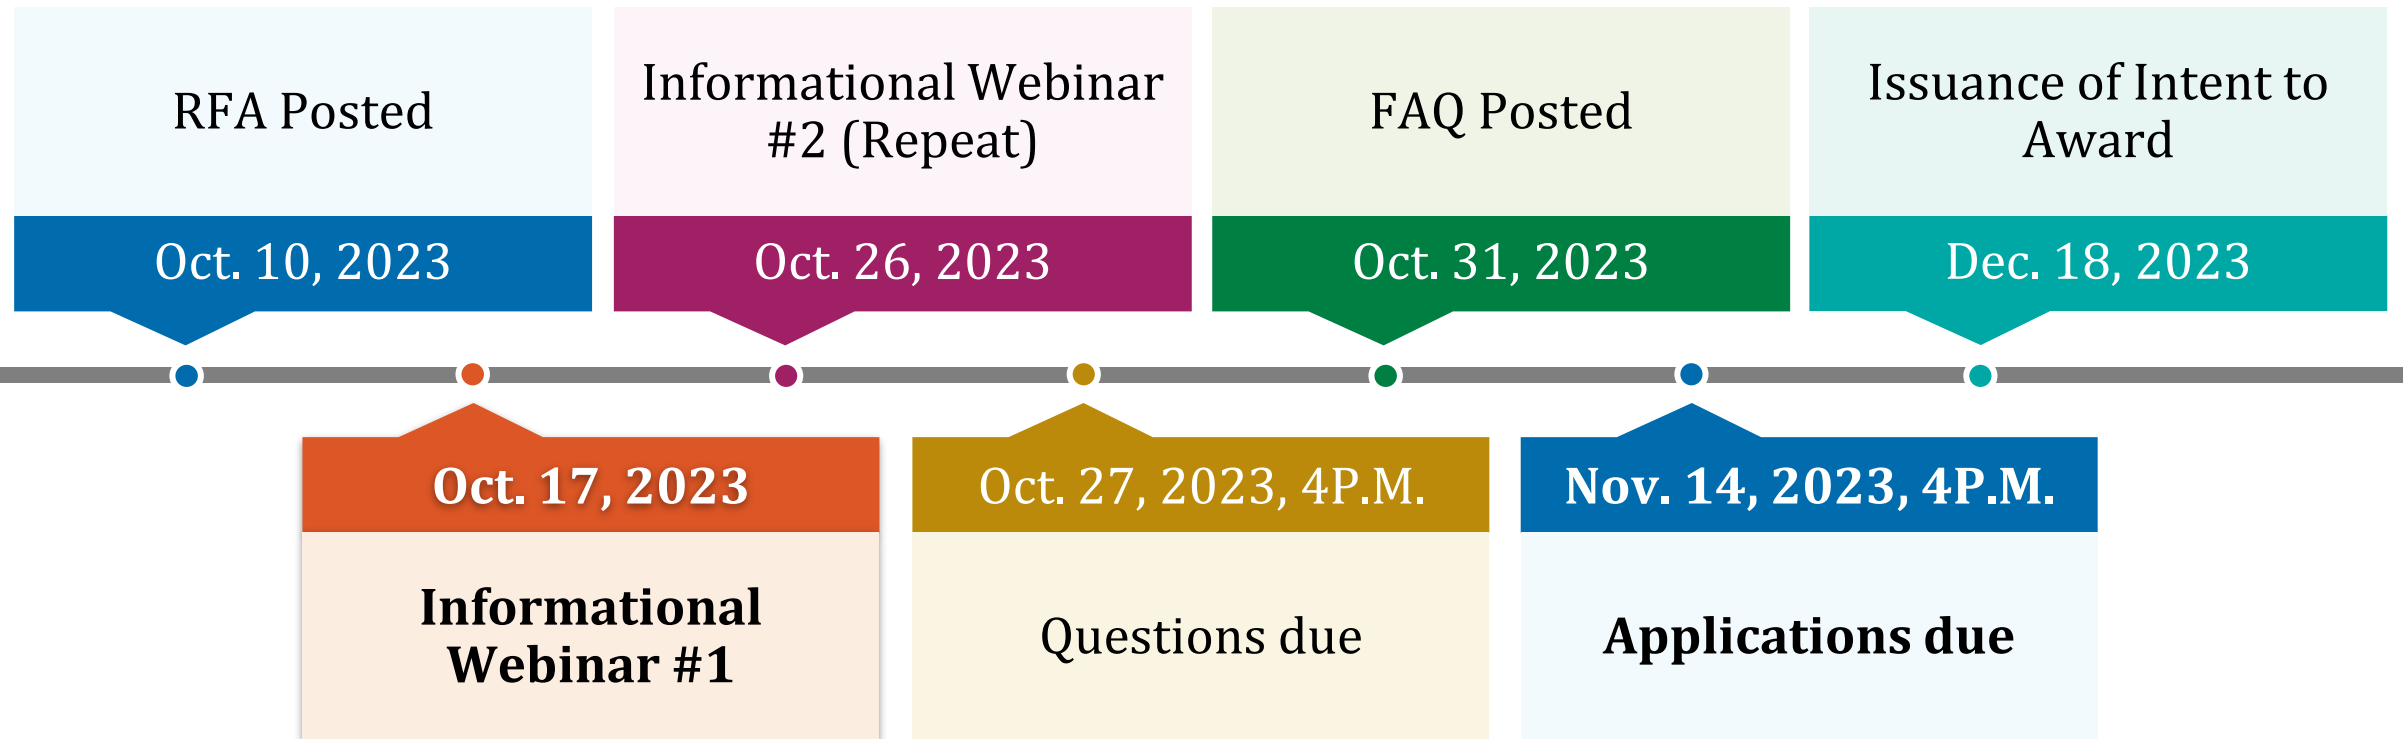 RFA Posted
Oct. 10, 2023
Oct. 17, 2023
Informational
Webinar #1
Informational Webinar
#2 (Repeat)
Oct. 26, 2023
Oct. 27, 2023, 4P.M.
Questions due
FAQ Posted
Oct. 31, 2023
Nov. 14, 2023, 4P.M.
Applications due
Issuance of Intent to
Award
Dec. 18, 2023